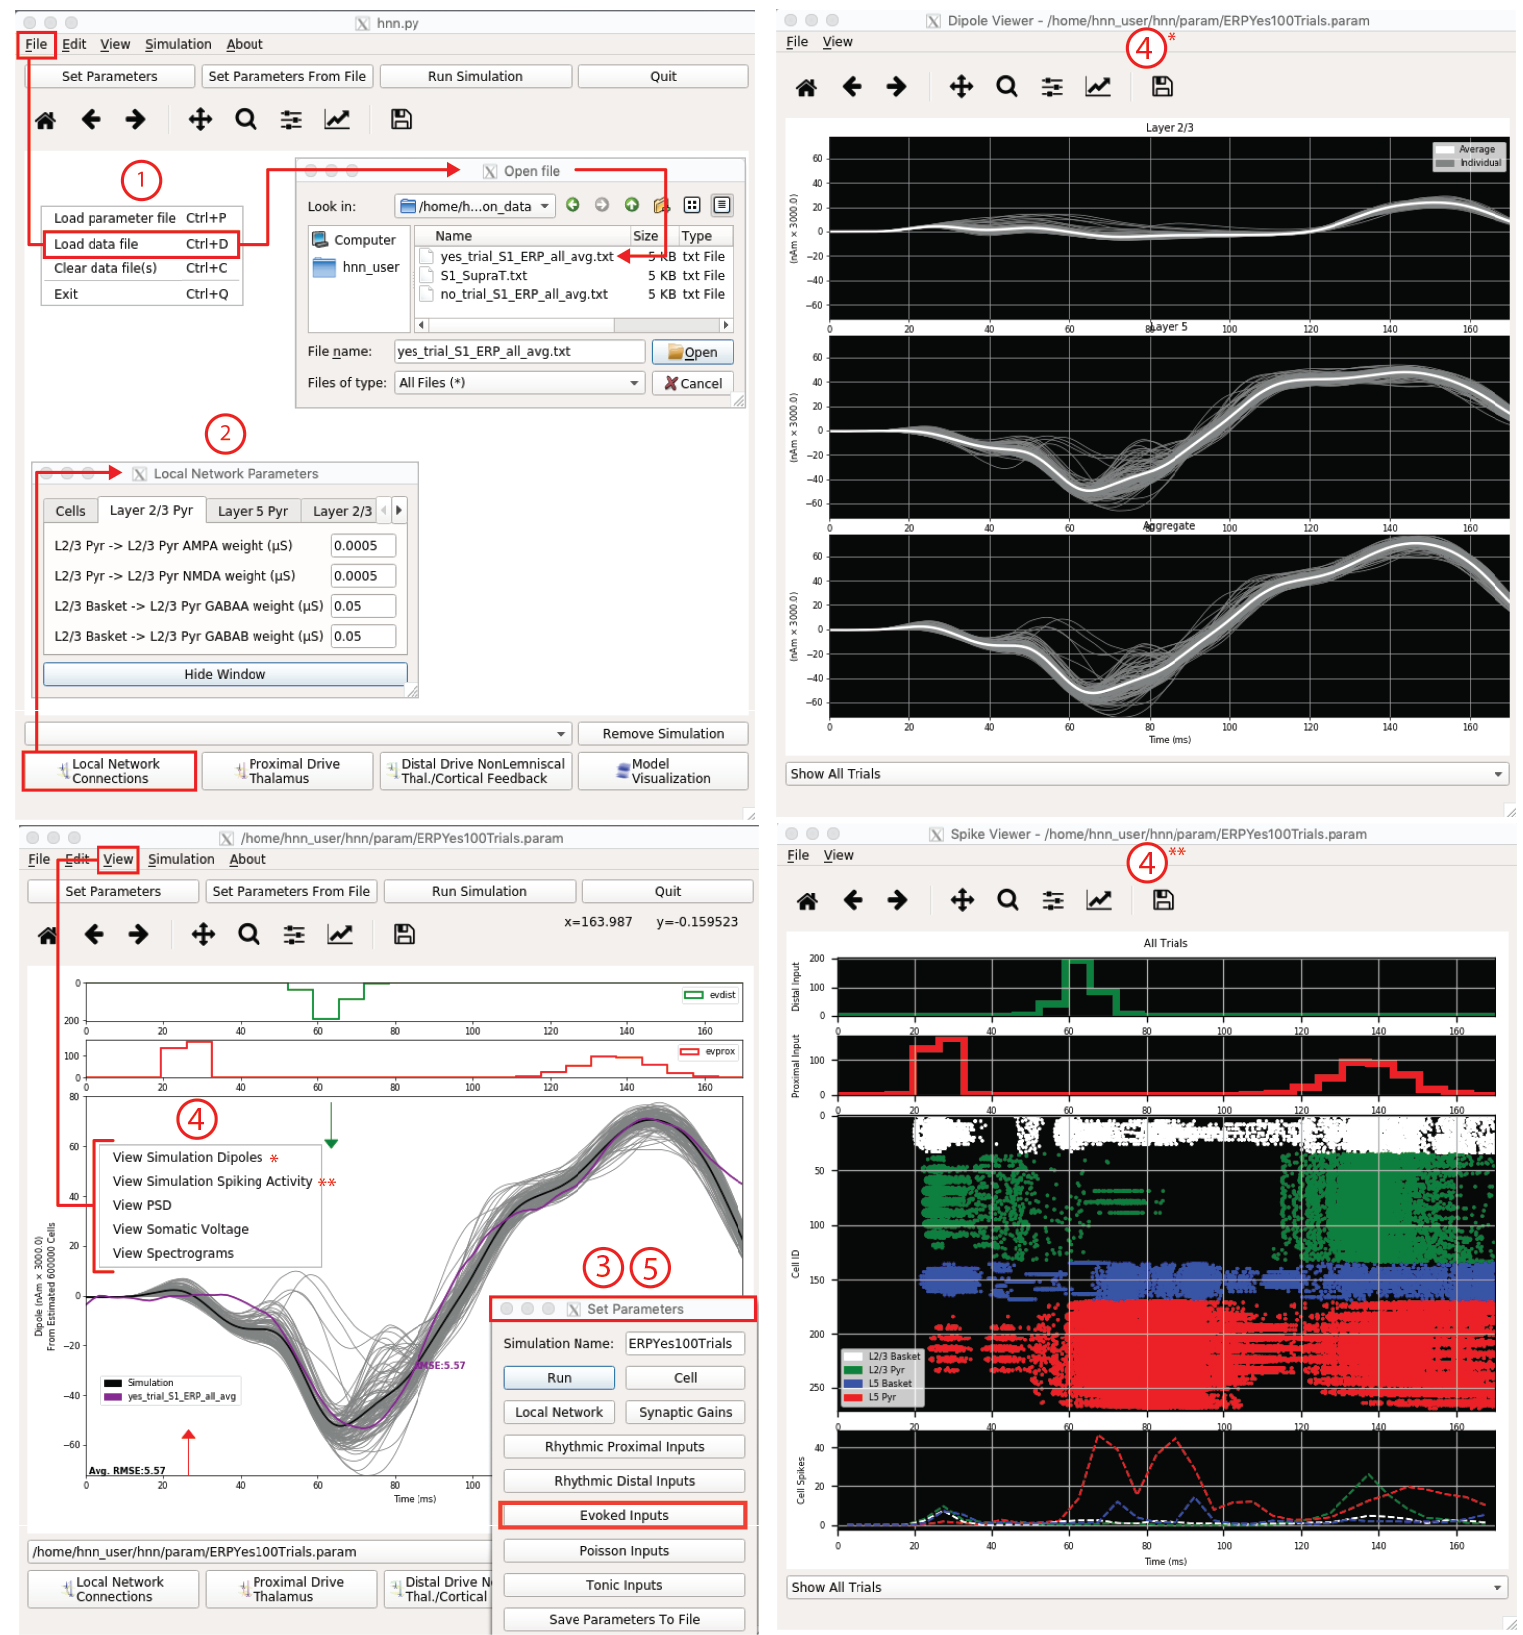 hnn.py
File Edit View Simulation About
Set Parameters Set Parameters From File Run Simulation Quit
1
Load parameter file Ctrl+P
Load data file Ctrl+D
Clear data file(s) Ctrl+C
Exit Ctrl+Q
Open file
Look in: /home/h...on_data
Computer
hnn_user
Name Size Type
yes_trial_S1_ERP_all_avg.txt 5 KB txt File
S1_SupraT.txt 5 KB txt File
no_trial_S1_ERP_all_avg.txt 5 KB txt File
File name: yes_trial_S1_ERP_all_avg.txt Open
Files of type: All Files (*) Cancel
2
Local Network Parameters
Cells Layer 2/3 Pyr Layer 5 Pyr Layer 2/3
L2/3 Pyr -> L2/3 Pyr AMPA weight (µS) 0.0005
L2/3 Pyr -> L2/3 Pyr NMDA weight (µS) 0.0005
L2/3 Basket -> L2/3 Pyr GABAA weight (µS) 0.05
L2/3 Basket -> L2/3 Pyr GABAB weight (µS) 0.05
Hide Window
Remove Simulation
Local Network Connections
Proximal Drive Thalamus
Distal Drive NonLemniscal Thal./Cortical Feedback
Model Visualization
Dipole Viewer - /home/hnn_user/hnn/param/ERPYes100Trials.param
File View
4 *
Layer 2/3
Average
Individual
(nAm × 3000.0)
60
40
20
0
−20
−40
−60
0 20 40 60 80 100 120 140 160
Layer 5
(nAm × 3000.0)
60
40
20
0
−20
−40
−60
0 20 40 60 80 100 120 140 160
Aggregate
(nAm × 3000.0)
60
40
20
0
−20
−40
−60
0 20 40 60 80 100 120 140 160
Time (ms)
Show All Trials
/home/hnn_user/hnn/param/ERPYes100Trials.param
File Edit View Simulation About
Set Parameters Set Parameters From File Run Simulation Quit
x=163.987 y=-0.159523
0
200
evdist
0 20 40 60 80 100 120 140 160
100
0
evprox
0 20 40 60 80 100 120 140 160
4
View Simulation Dipoles *
View Simulation Spiking Activity **
View PSD
View Somatic Voltage
View Spectrograms
Dipole (nAm × 3000.0)
From Estimated 600000 Cells
80
60
40
20
0
−20
−40
−60
RMSE:5.57
Simulation
yes_trial_S1_ERP_all_avg
Avg. RMSE:5.57
0 20 40 60 80 100
Time (ms)
3 5
Set Parameters
Simulation Name: ERPYes100Trials
Run Cell
Local Network Synaptic Gains
Rhythmic Proximal Inputs
Rhythmic Distal Inputs
Evoked Inputs
Poisson Inputs
Tonic Inputs
Save Parameters To File
/home/hnn_user/hnn/param/ERPYes100Trials.param
Local Network Connections
Proximal Drive Thalamus
Distal Drive N
Thal./Cortical
Spike Viewer - /home/hnn_user/hnn/param/ERPYes100Trials.param
File View
4 **
All Trials
Distal Input
200
100
0
0 20 40 60 80 100 120 140 160
Proximal Input
100
0
0 20 40 60 80 100 120 140 160
Cell ID
0
50
100
150
200
250
L2/3 Basket
L2/3 Pyr
L5 Basket
L5 Pyr
0 20 40 60 80 100 120 140 160
Cell Spikes
40
20
0
0 20 40 60 80 100 120 140 160
Time (ms)
Show All Trials